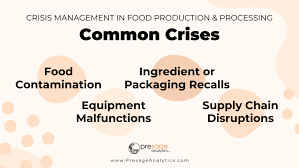 CRISIS MANAGEMENT IN FOOD PRODUCTION & PROCESSING
Common Crises
Food
Contamination
Ingredient or
Packaging Recalls
Equipment
Malfunctions
Supply Chain
Disruptions
presage
analytics
www.PresageAnalytics.com